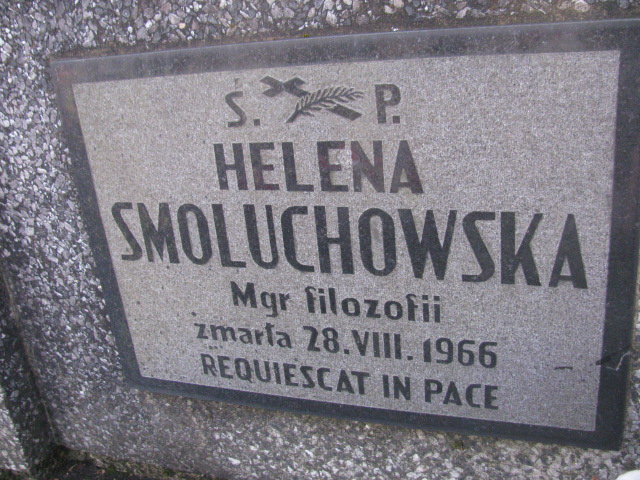 Ś. P.
HELENA
SMOLUCHOWSKA
Mgr filozofii
zmarła 28.VIII.1966
REQUIESCAT IN PACE